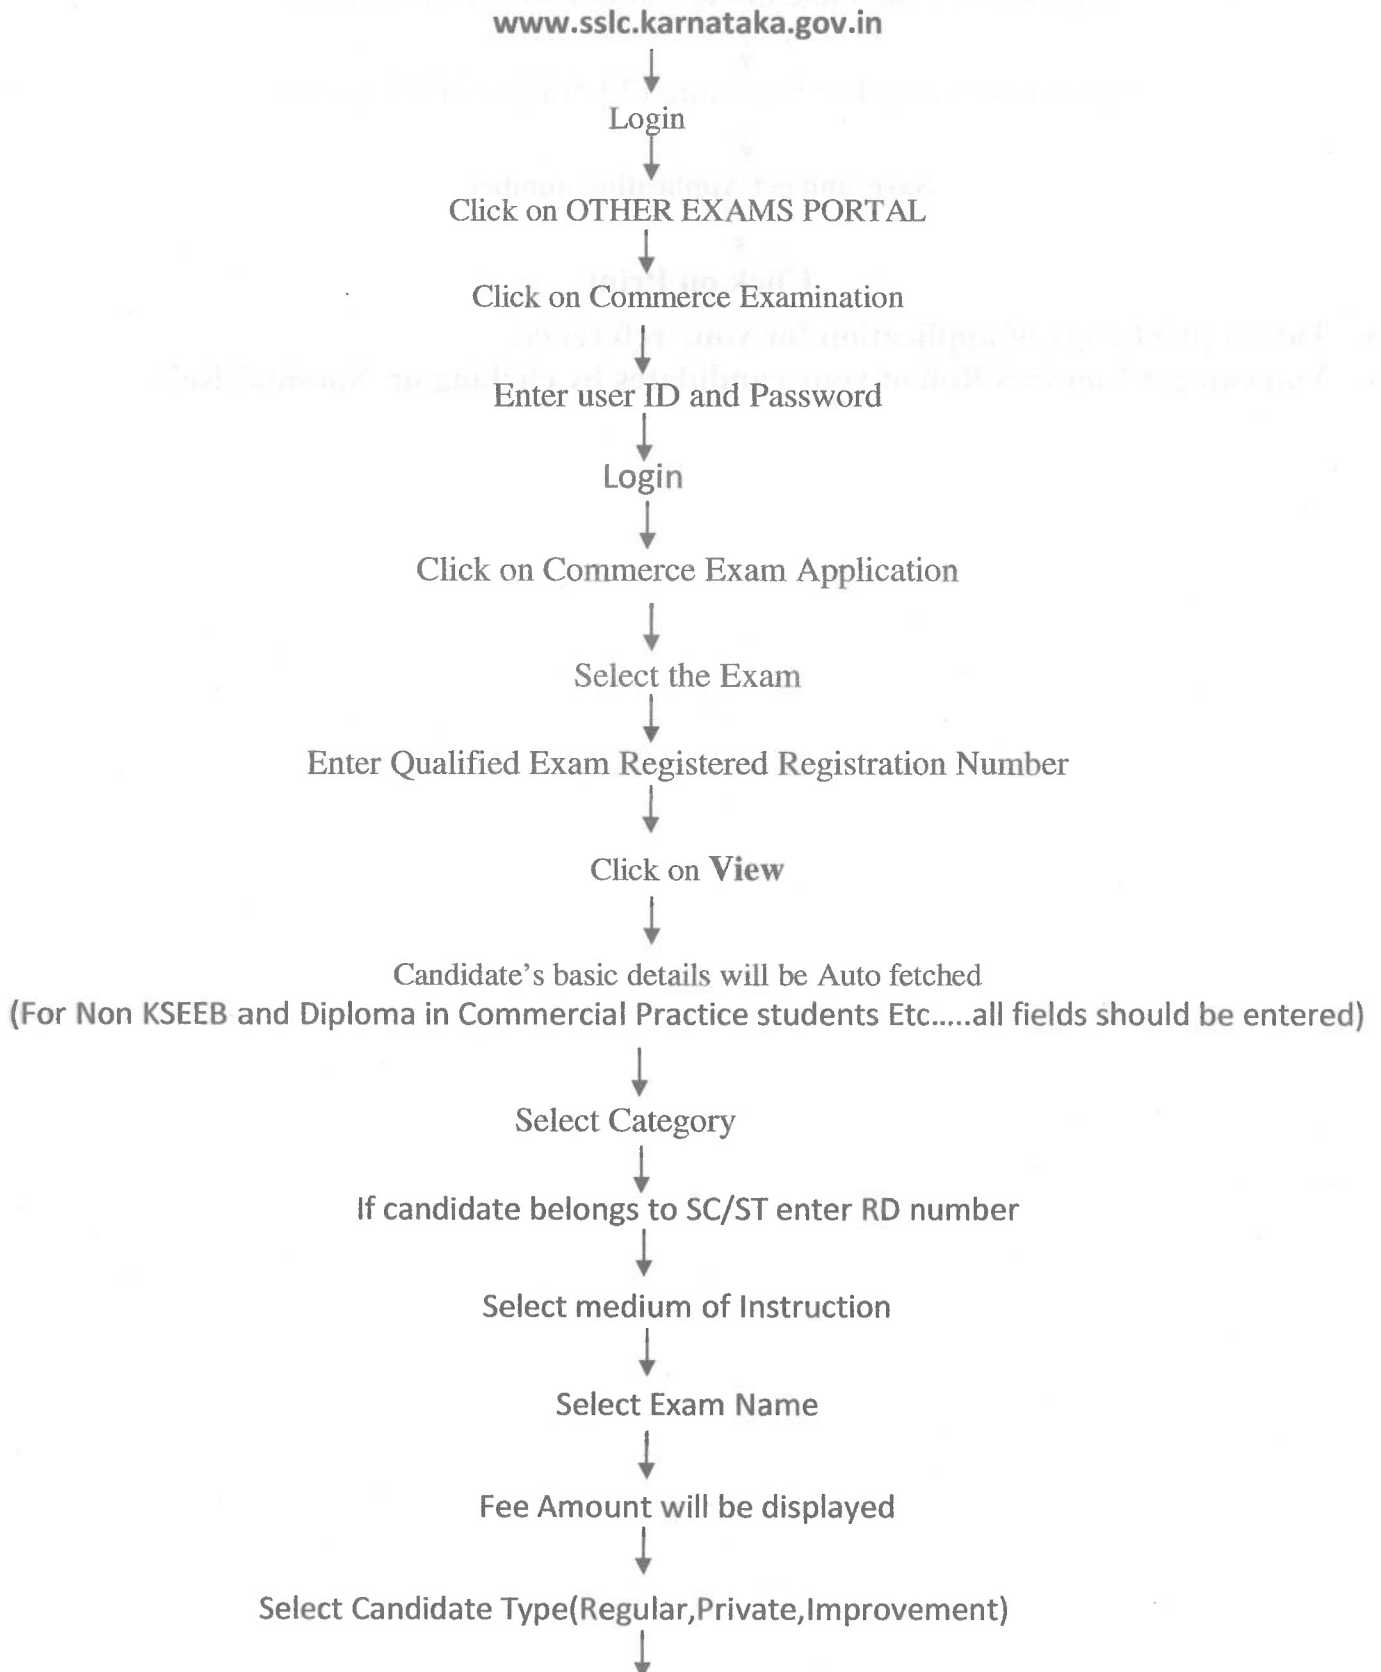 www.sslc.karnataka.gov.in
Login
Click on OTHER EXAMS PORTAL
Click on Commerce Examination
Enter user ID and Password
Login
Click on Commerce Exam Application
Select the Exam
Enter Qualified Exam Registered Registration Number
Click on View
Candidate's basic details will be Auto fetched
(For Non KSEEB and Diploma in Commercial Practice students Etc.....all fields should be entered)
Select Category
If candidate belongs to SC/ST enter RD number
Select medium of Instruction
Select Exam Name
Fee Amount will be displayed
Select Candidate Type(Regular,Private,Improvement)